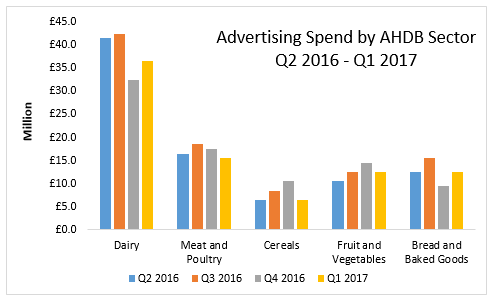 Advertising Spend by AHDB Sector
Q2 2016 - Q1 2017
Million
£45.0
£40.0
£35.0
£30.0
£25.0
£20.0
£15.0
£10.0
£5.0
£0.0
Dairy
Meat and
Poultry
Cereals
Fruit and
Vegetables
Bread and
Baked Goods
Q2 2016
Q3 2016
Q4 2016
Q1 2017